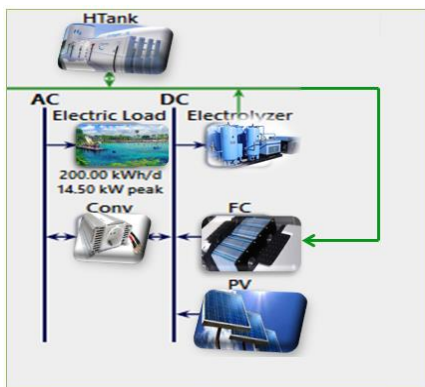 HTank
AC
DC
Electric Load
Electrolyzer
200.00 kWh/d
14.50 kW peak
Conv
FC
PV